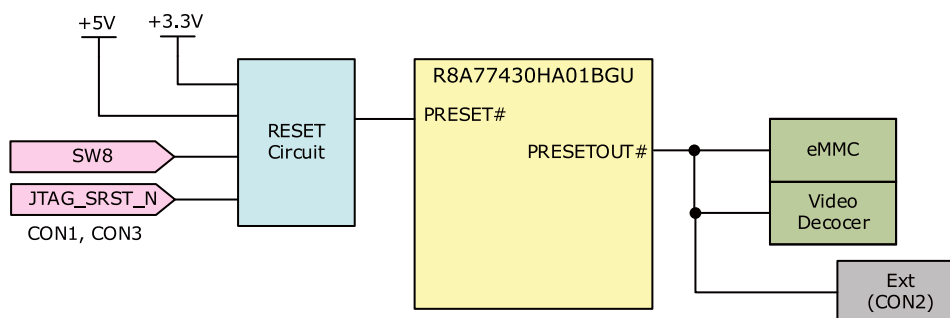 +5V
+3.3V
RESET
Circuit
SW8
JTAG_SRST_N
CON1, CON3
R8A77430HA01BGU
PRESET#
PRESETOUT#
eMMC
Video
Decocer
Ext
(CON2)